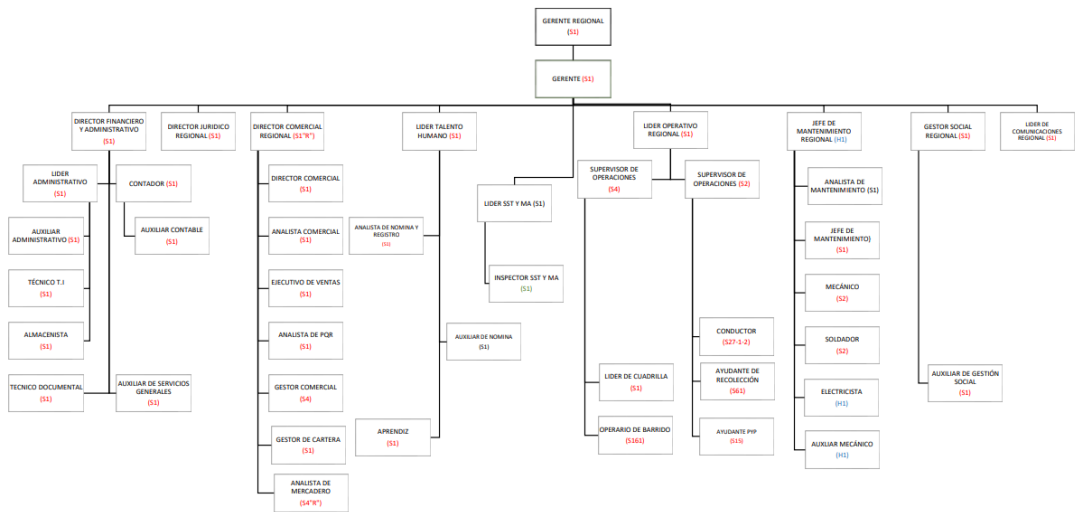 GERENTE REGIONAL
(S1)
GERENTE (S1)
DIRECTOR FINANCIERO
Y ADMINISTRATIVO
(S1)
DIRECTOR JURIDICO
REGIONAL (S1)
DIRECTOR COMERCIAL
REGIONAL (S1"R")
LIDER TALENTO
HUMANO (S1)
LIDER OPERATIVO
REGIONAL (S1)
JEFE DE
MANTENIMIENTO
REGIONAL (H1)
GESTOR SOCIAL
REGIONAL (S1)
LIDER DE
COMUNICACIONES
REGIONAL (S1)
LIDER
ADMINISTRATIVO
(S1)
CONTADOR (S1)
AUXILIAR
ADMINISTRATIVO (S1)
AUXILIAR CONTABLE
(S1)
TÉCNICO T.I
(S1)
ALMACENISTA
(S1)
TECNICO DOCUMENTAL
(S1)
AUXILIAR DE SERVICIOS
GENERALES
(S1)
DIRECTOR COMERCIAL
(S1)
ANALISTA COMERCIAL
(S1)
EJECUTIVO DE VENTAS
(S1)
ANALISTA DE PQR
(S1)
GESTOR COMERCIAL
(S4)
GESTOR DE CARTERA
(S1)
ANALISTA DE
MERCADERO
(S4"R")
ANALISTA DE NOMINA Y
REGISTRO
AUXILIAR DE NOMINA
(S1)
APRENDIZ
(S1)
LIDER SST Y MA (S1)
INSPECTOR SST Y MA
(S1)
SUPERVISOR DE
OPERACIONES
(S4)
SUPERVISOR DE
OPERACIONES (S2)
LIDER DE CUADRILLA
(S1)
OPERARIO DE BARRIDO
(S161)
CONDUCTOR
(S27-1-2)
AYUDANTE DE
RECOLECCIÓN
(S61)
AYUDANTE PYP
(S15)
ANALISTA DE
MANTENIMIENTO (S1)
JEFE DE
MANTENIMIENTO)
(S1)
MECÁNICO
(S2)
SOLDADOR
(S2)
ELECTRICISTA
(H1)
AUXLIAR MECÁNICO
(H1)
AUXILIAR DE GESTIÓN
SOCIAL
(S1)